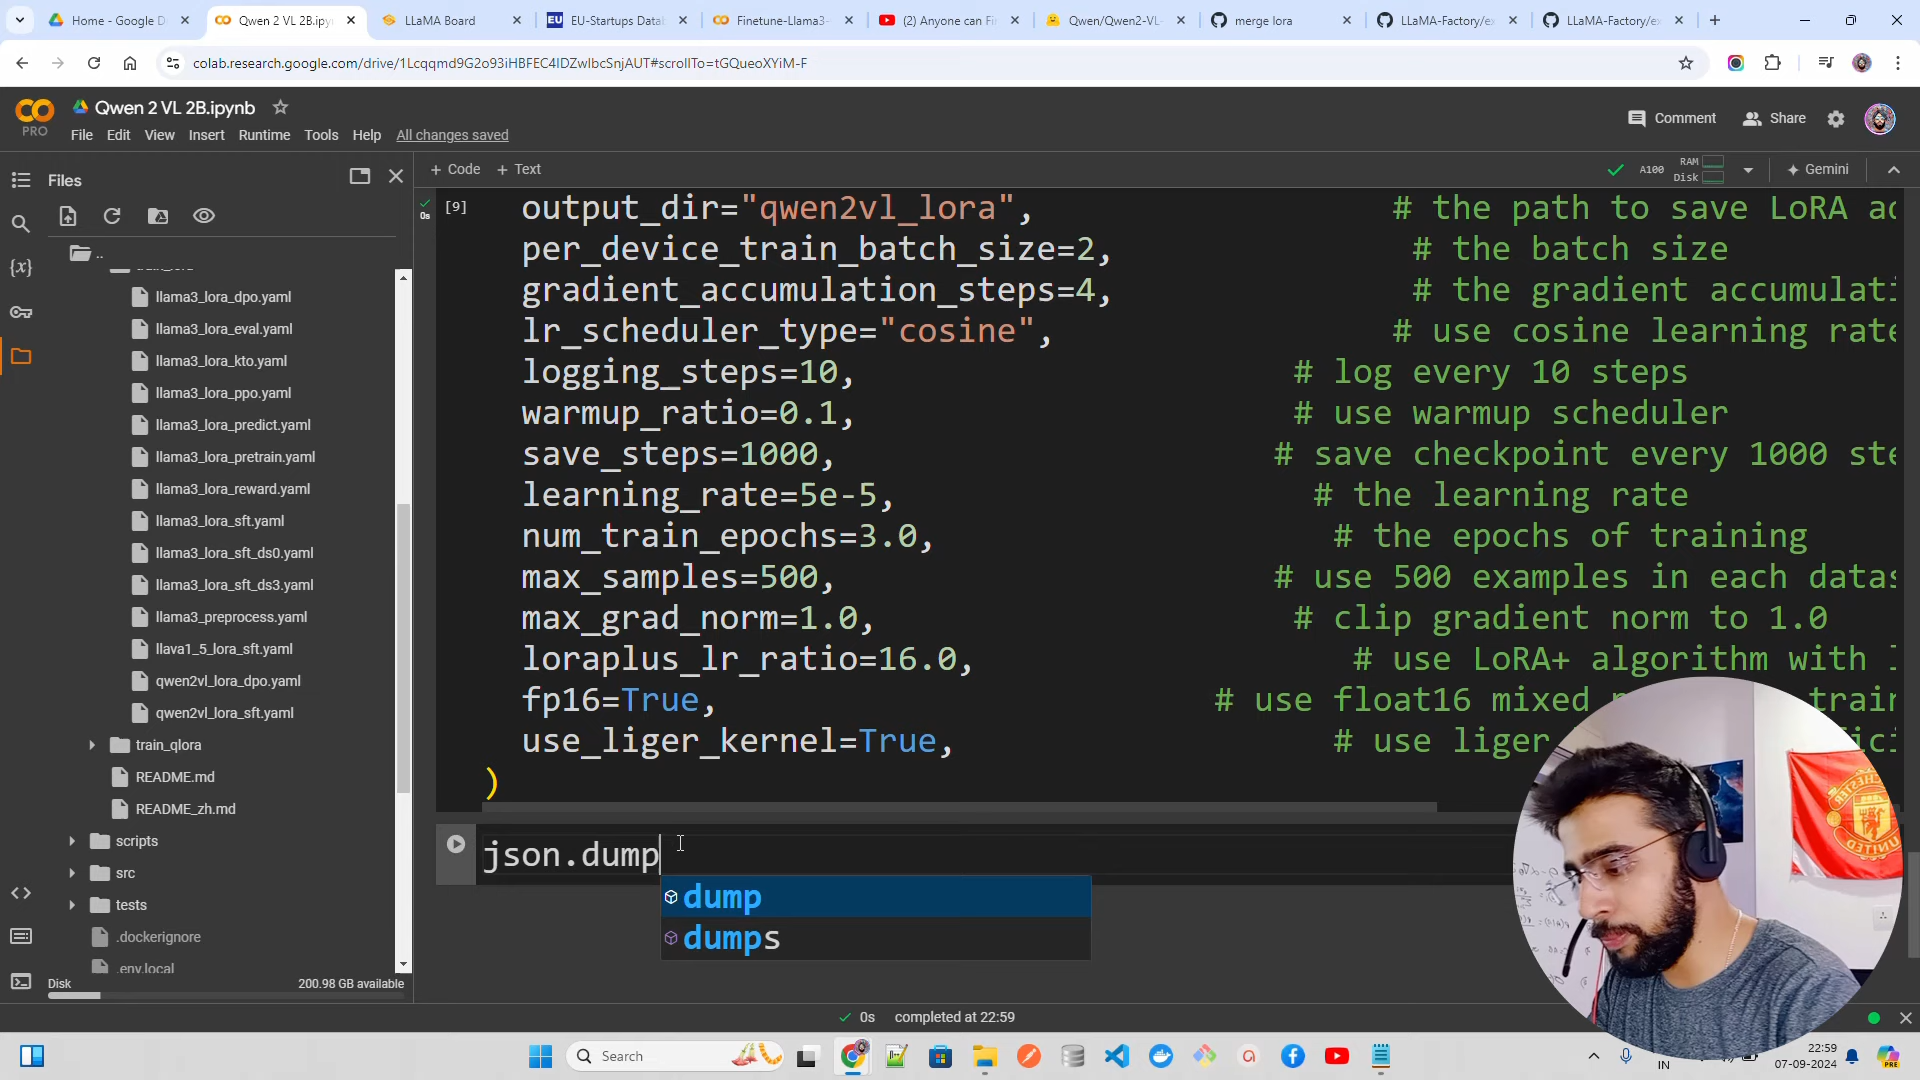 Home - Google D
Qwen 2 VL 2B.ipy
LLaMA Board
EU-Startups Data
Finetune-Llama3-
(2) Anyone can Fi
Qwen/Qwen2-VL-
merge lora
LLaMA-Factory/ex
LLaMA-Factory/ex
colab.research.google.com/drive/1Lcqqmd9G2o93iHBFEC4IDZwIbcSnjAUT#scrollTo=tGQueoXYiM-F
PRO
Qwen 2 VL 2B.ipynb
File Edit View Insert Runtime Tools Help All changes saved
Comment
Share
Files
+ Code + Text
A100
RAM
Disk
Gemini
..
llama3_lora_dpo.yaml
llama3_lora_eval.yaml
llama3_lora_kto.yaml
llama3_lora_ppo.yaml
llama3_lora_predict.yaml
llama3_lora_pretrain.yaml
llama3_lora_reward.yaml
llama3_lora_sft.yaml
llama3_lora_sft_ds0.yaml
llama3_lora_sft_ds3.yaml
llama3_preprocess.yaml
llava1_5_lora_sft.yaml
qwen2vl_lora_dpo.yaml
qwen2vl_lora_sft.yaml
train_qlora
README.md
README_zh.md
scripts
src
tests
.dockerignore
.env.local
Disk 200.98 GB available
0s
[9]
output_dir="qwen2vl_lora", # the path to save LoRA ac
per_device_train_batch_size=2, # the batch size
gradient_accumulation_steps=4, # the gradient accumulati
lr_scheduler_type="cosine", # use cosine learning rate
logging_steps=10, # log every 10 steps
warmup_ratio=0.1, # use warmup scheduler
save_steps=1000, # save checkpoint every 1000 ste
learning_rate=5e-5, # the learning rate
num_train_epochs=3.0, # the epochs of training
max_samples=500, # use 500 examples in each datas
max_grad_norm=1.0, # clip gradient norm to 1.0
loraplus_lr_ratio=16.0, # use LoRA+ algorithm with
fp16=True, # use float16 mixed train
use_liger_kernel=True, # use liger
)
json.dump
dump
dumps
0s completed at 22:59
Search
IN
22:59
07-09-2024